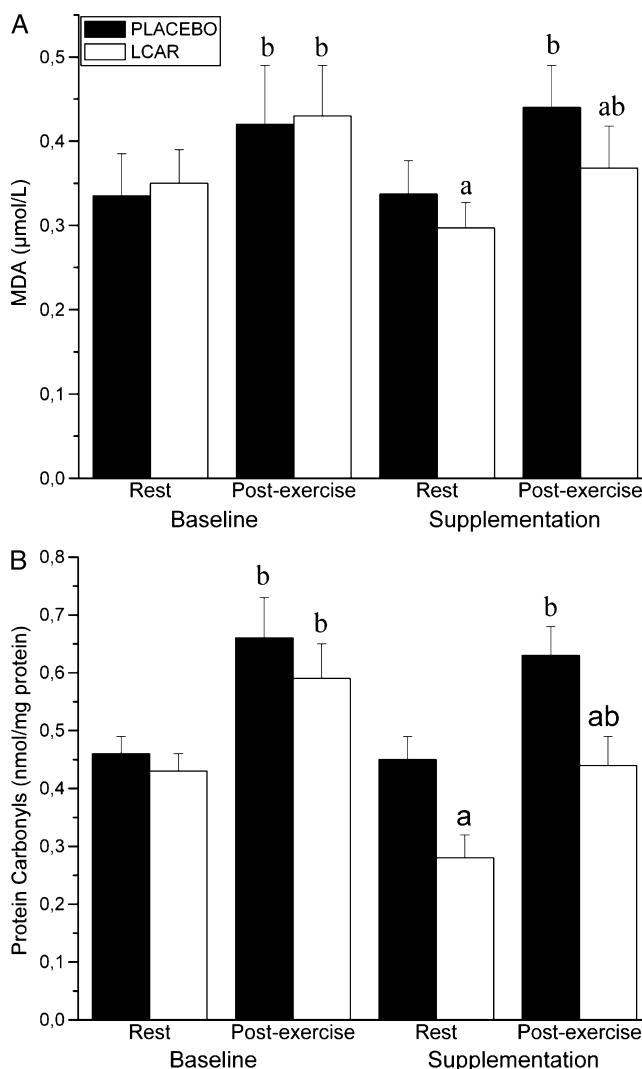 A
PLACEBO
LCAR
MDA (µmol/L)
0,5
0,4
0,3
0,2
0,1
0,0
b b a b ab
Rest Post-exercise Rest Post-exercise
Baseline Supplementation
B
Protein Carbonyls (nmol/mg protein)
0,8
0,7
0,6
0,5
0,4
0,3
0,2
0,1
0,0
b b a b ab
Rest Post-exercise Rest Post-exercise
Baseline Supplementation